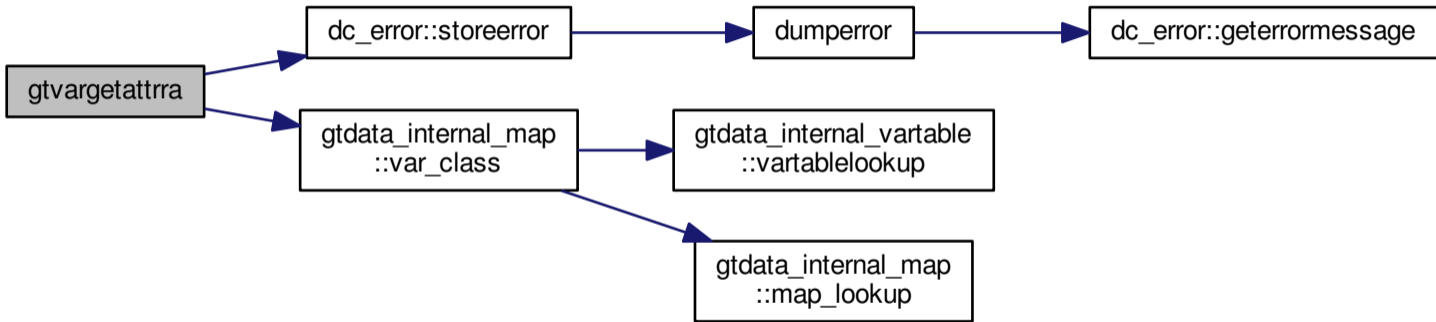 gtvargetattrra
dc_error::storeerror
dumperror
dc_error::geterrormessage
gtdata_internal_map
::var_class
gtdata_internal_vartable
::vartablelookup
gtdata_internal_map
::map_lookup